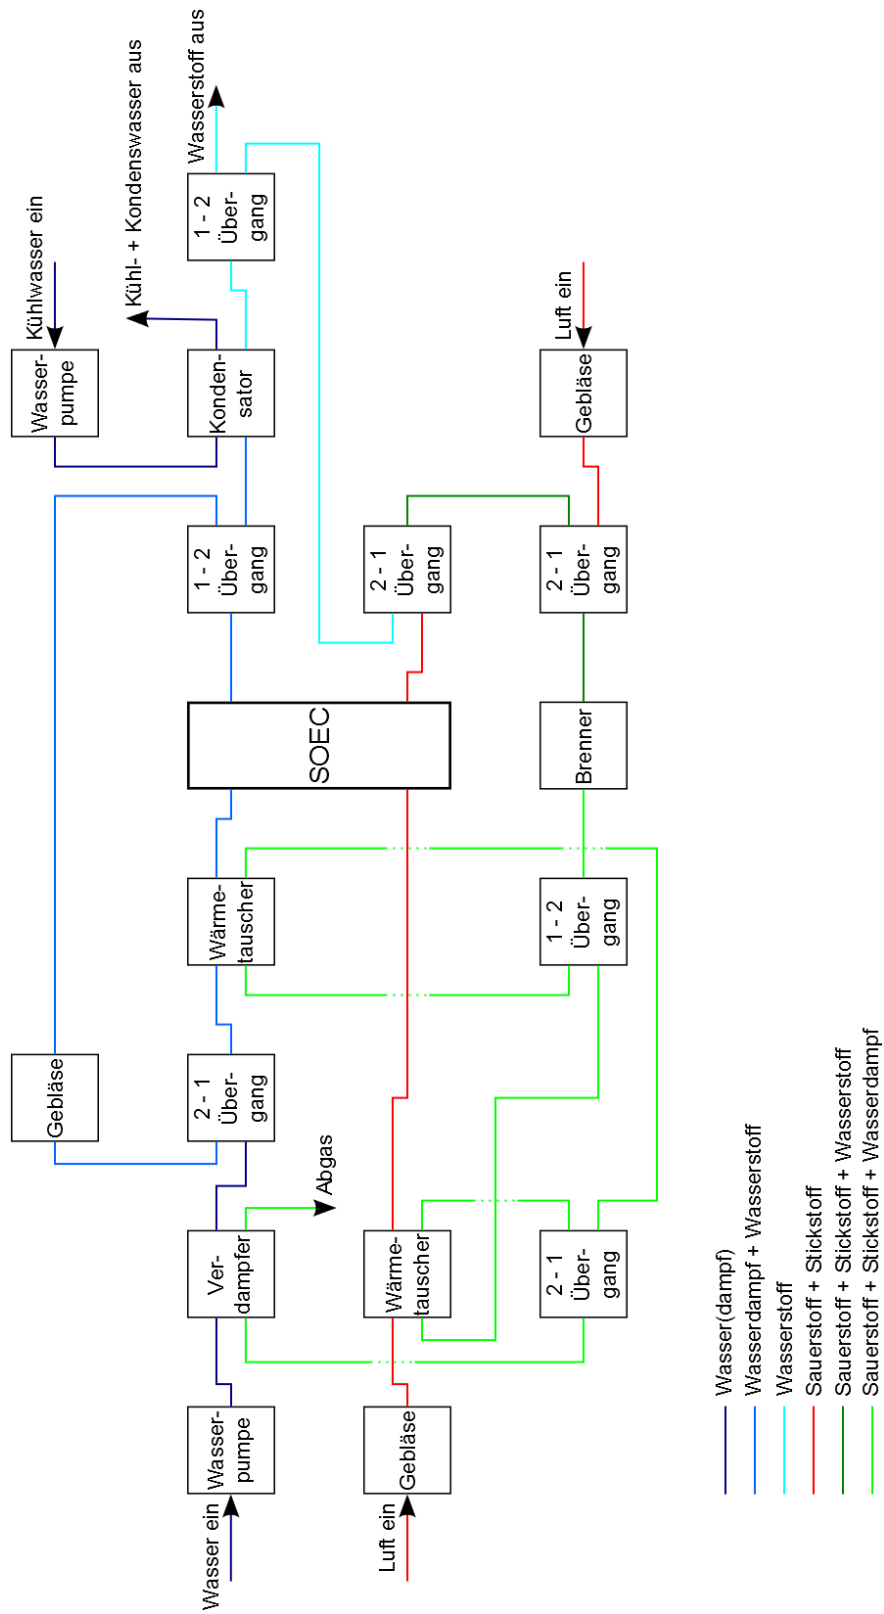 Wasser ein
Wasser-
pumpe
Ver-
dampfer
Abgas
2 - 1
Über-
gang
Gebläse
Wärme-
tauscher
SOEC
1 - 2
Über-
gang
Wasser-
pumpe
Kühlwasser ein
Konden-
sator
Kühl- + Kondenswasser aus
1 - 2
Über-
gang
Wasserstoff aus
Luft ein
Gebläse
Wärme-
tauscher
2 - 1
Über-
gang
2 - 1
Über-
gang
1 - 2
Über-
gang
Brenner
2 - 1
Über-
gang
Gebläse
Luft ein
Wasser(dampf)
Wasserdampf + Wasserstoff
Wasserstoff
Sauerstoff + Stickstoff
Sauerstoff + Stickstoff + Wasserstoff
Sauerstoff + Stickstoff + Wasserdampf